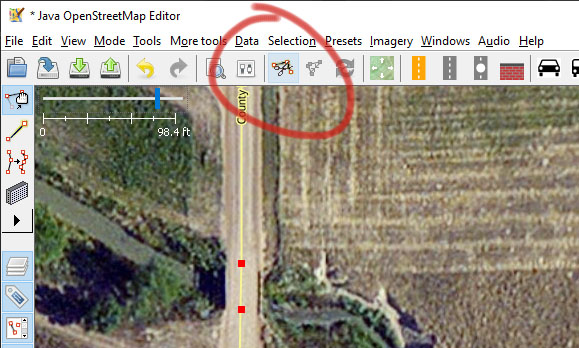 * Java OpenStreetMap Editor
File Edit View Mode Tools More tools Data Selection Presets Imagery Windows Audio Help
0 98.4 ft
County